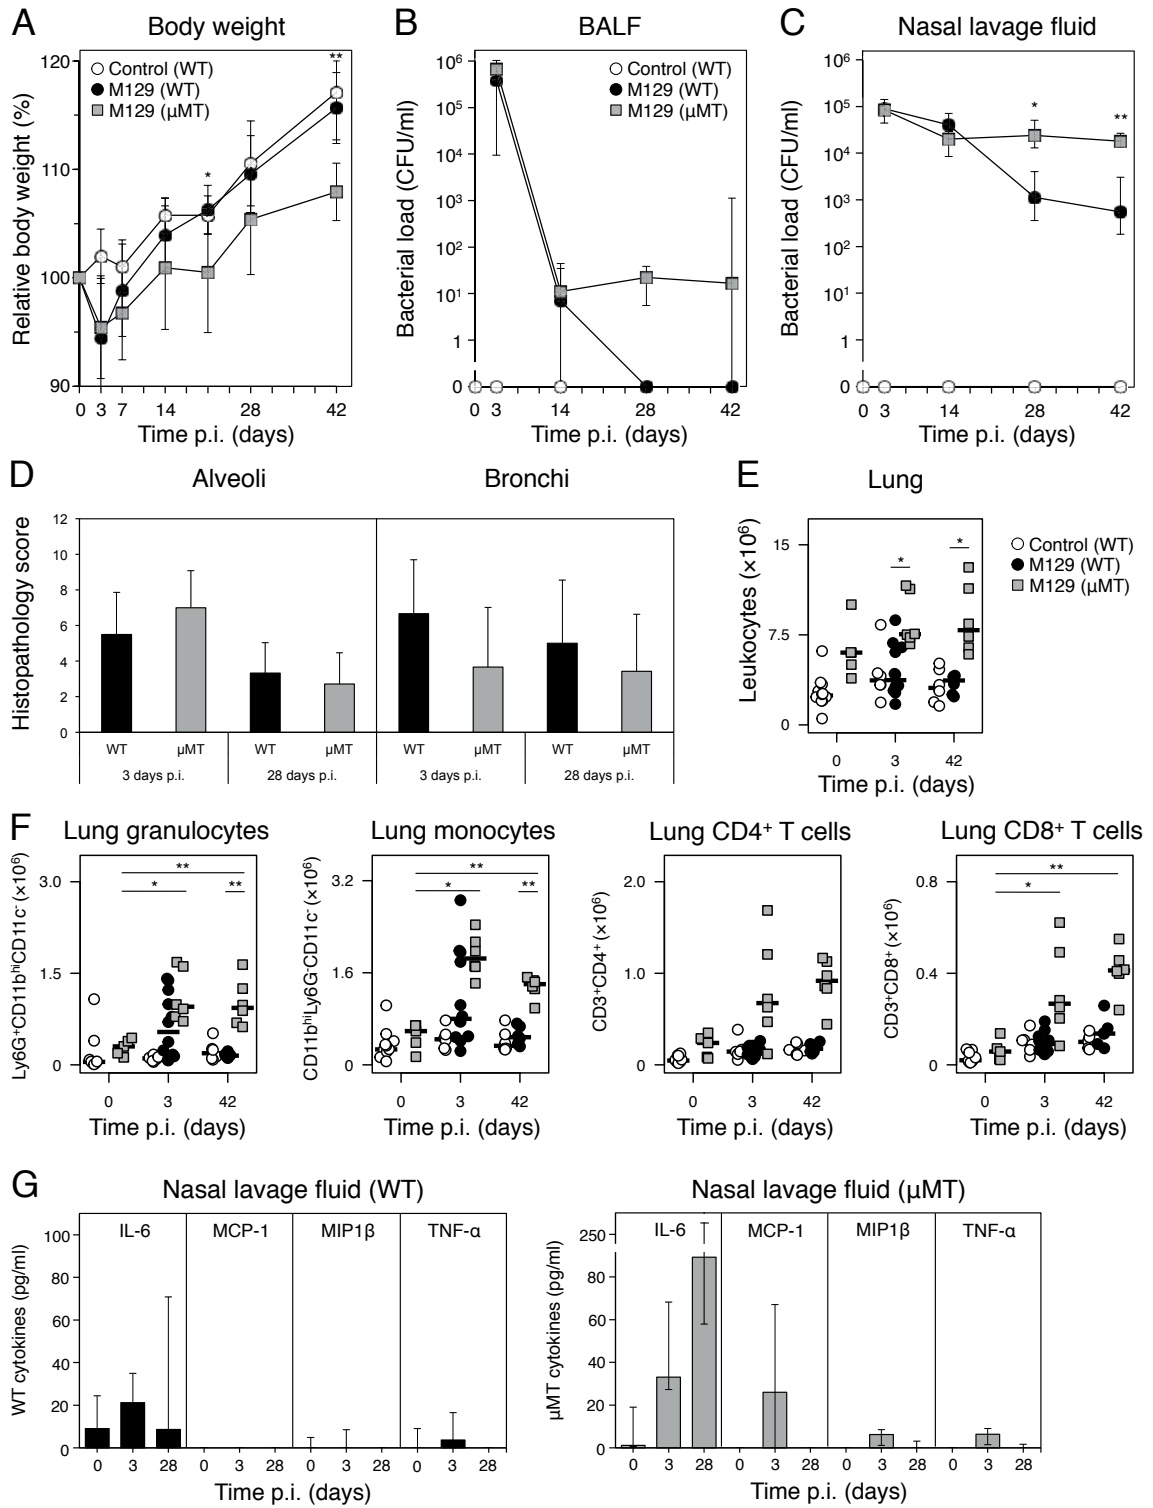 A Body weight
120
110
100
90
Relative body weight (%)
Control (WT)
M129 (WT)
M129 (µMT)
*
**
0 3 7 14 28 42
Time p.i. (days)
B BALF
10⁶
10⁵
10⁴
10³
10²
10¹
1
0
Bacterial load (CFU/ml)
Control (WT)
M129 (WT)
M129 (µMT)
0 3 14 28 42
Time p.i. (days)
C Nasal lavage fluid
10⁶
10⁵
10⁴
10³
10²
10¹
1
0
Bacterial load (CFU/ml)
*
**
0 3 14 28 42
Time p.i. (days)
D Alveoli Bronchi
Histopathology score
12
10
8
6
4
2
0
WT µMT WT µMT WT µMT WT µMT
3 days p.i. 28 days p.i. 3 days p.i. 28 days p.i.
E Lung
Leukocytes (×10⁶)
15
7.5
0
* *
Control (WT)
M129 (WT)
M129 (µMT)
0 3 42
Time p.i. (days)
F Lung granulocytes
Ly6G⁺CD11bʰⁱCD11c⁻ (×10⁶)
3.0
1.5
0
**
* **
0 3 42
Time p.i. (days)
Lung monocytes
CD11bʰⁱLy6G⁻CD11c⁻ (×10⁶)
3.2
1.6
0
**
* **
0 3 42
Time p.i. (days)
Lung CD4⁺ T cells
CD3⁺CD4⁺ (×10⁶)
2.0
1.0
0
0 3 42
Time p.i. (days)
Lung CD8⁺ T cells
CD3⁺CD8⁺ (×10⁶)
0.8
0.4
0
**
*
0 3 42
Time p.i. (days)
G Nasal lavage fluid (WT)
WT cytokines (pg/ml)
100
80
60
40
20
0
IL-6 MCP-1 MIP1β TNF-α
0 3 28 0 3 28 0 3 28 0 3 28
Time p.i. (days)
Nasal lavage fluid (µMT)
µMT cytokines (pg/ml)
250
80
60
40
20
0
IL-6 MCP-1 MIP1β TNF-α
0 3 28 0 3 28 0 3 28 0 3 28
Time p.i. (days)